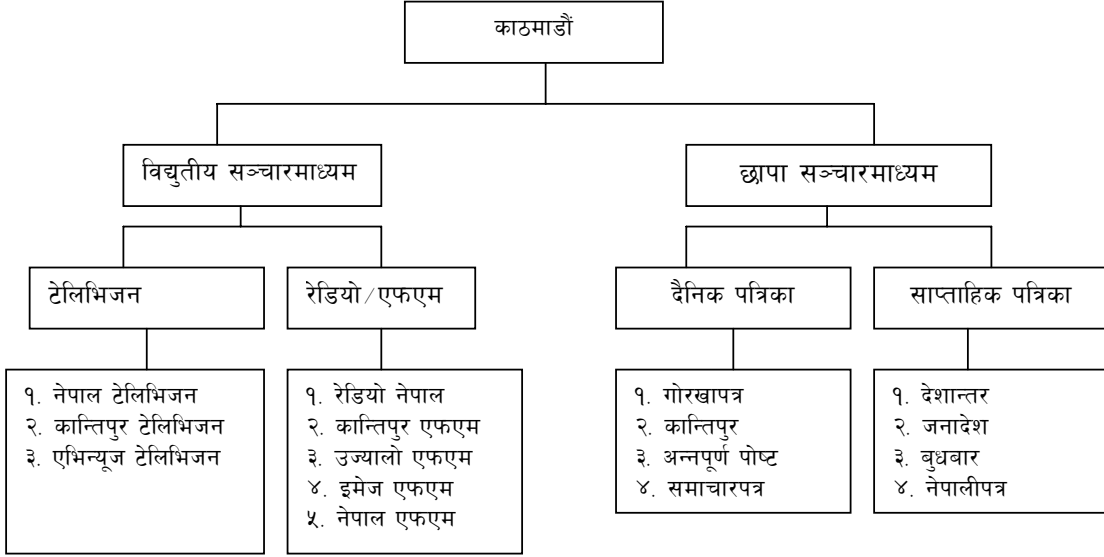 काठमाडौं
विद्युतीय सञ्चारमाध्यम
छापा सञ्चारमाध्यम
टेलिभिजन
रेडियो/एफएम
दैनिक पत्रिका
साप्ताहिक पत्रिका
१. नेपाल टेलिभिजन
२. कान्तिपुर टेलिभिजन
३. एभिन्यूज टेलिभिजन
१. रेडियो नेपाल
२. कान्तिपुर एफएम
३. उज्यालो एफएम
४. इमेज एफएम
५. नेपाल एफएम
१. गोरखापत्र
२. कान्तिपुर
३. अन्नपूर्ण पोष्ट
४. समाचारपत्र
१. देशान्तर
२. जनादेश
३. बुधबार
४. नेपालीपत्र